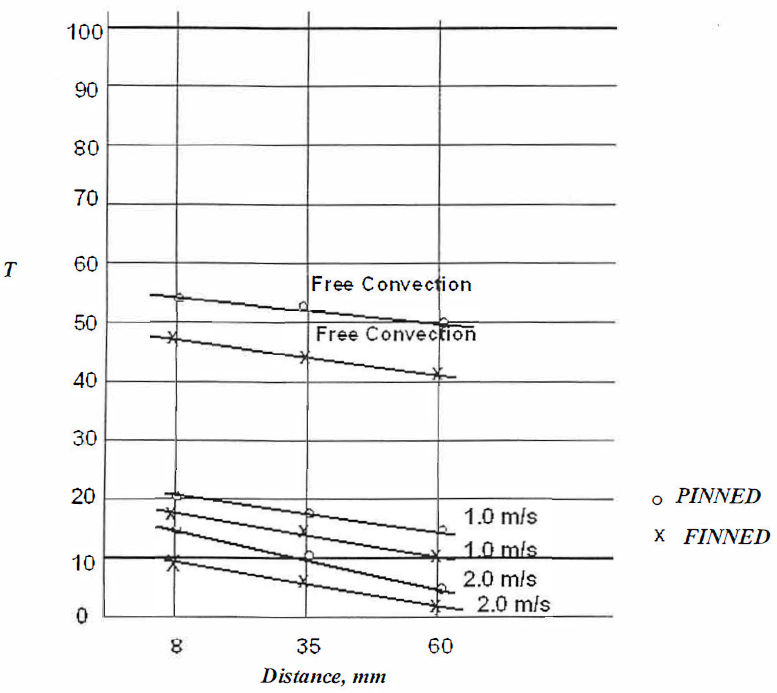 100
90
80
70
T
60
Free Convection
50
Free Convection
40
30
20
1.0 m/s
o PINNED
1.0 m/s
x FINNED
10
2.0 m/s
2.0 m/s
0
8 35 60
Distance, mm